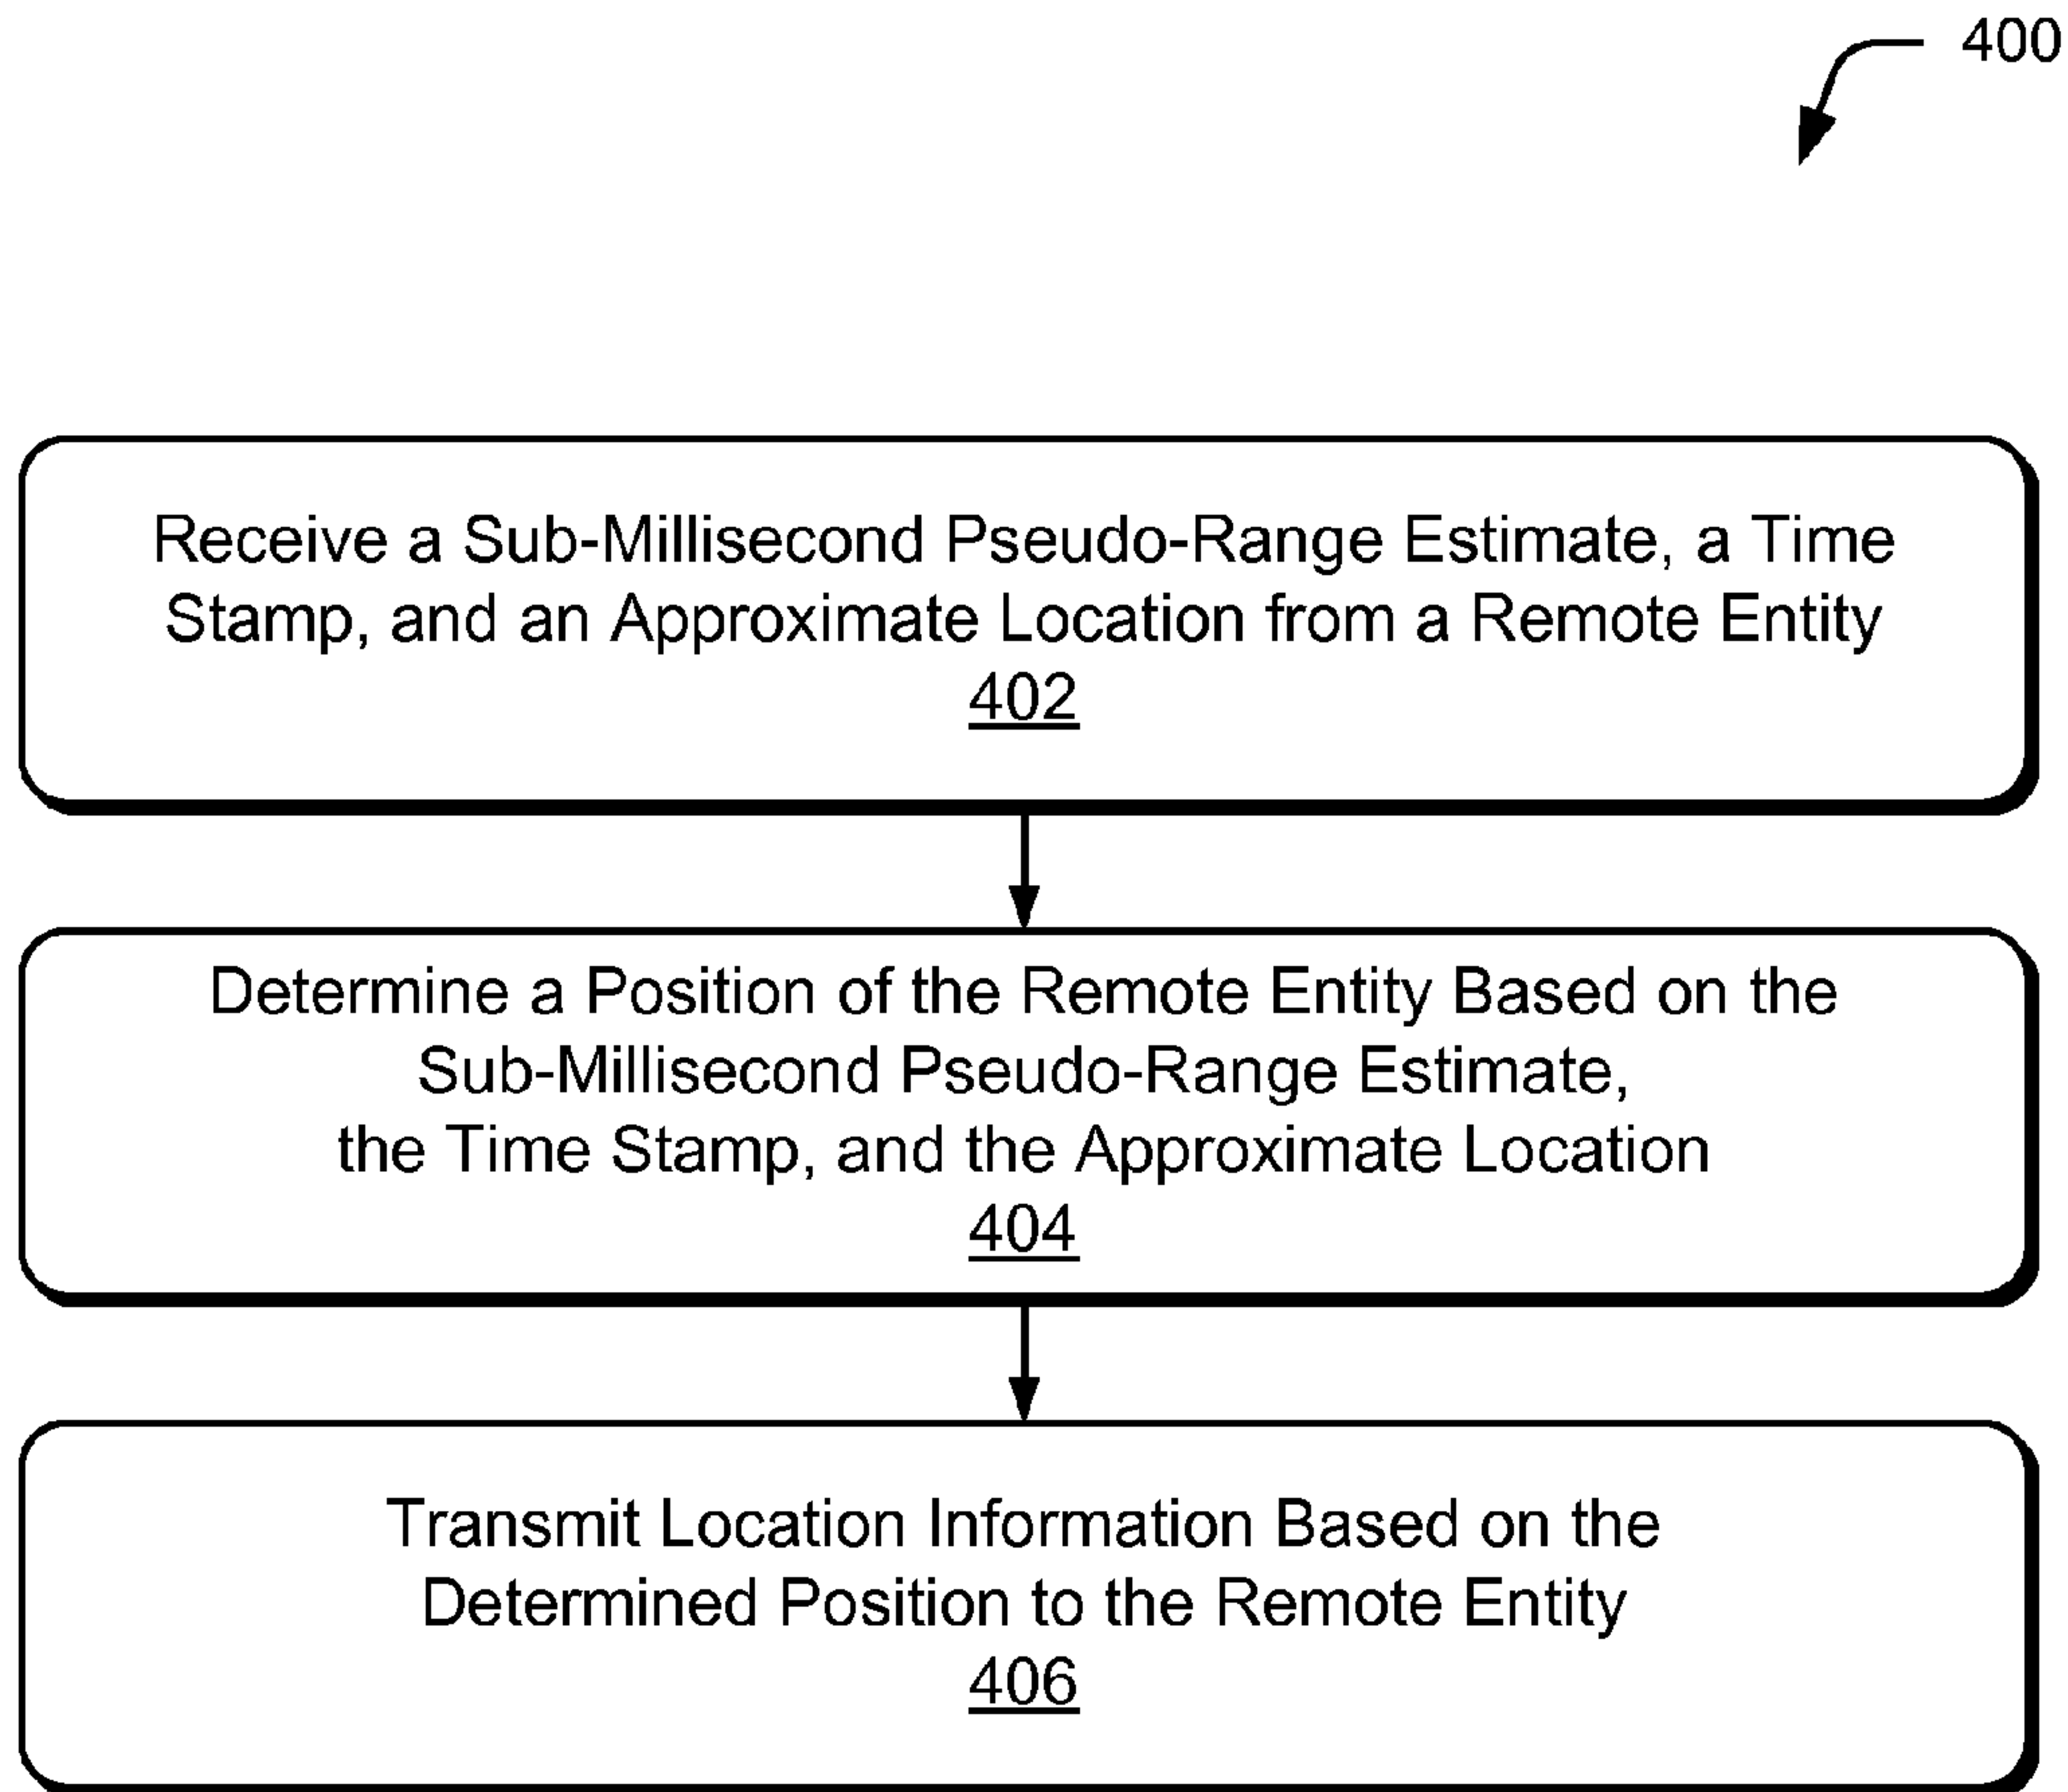 400
Receive a Sub-Millisecond Pseudo-Range Estimate, a Time
Stamp, and an Approximate Location from a Remote Entity
402
Determine a Position of the Remote Entity Based on the
Sub-Millisecond Pseudo-Range Estimate,
the Time Stamp, and the Approximate Location
404
Transmit Location Information Based on the
Determined Position to the Remote Entity
406